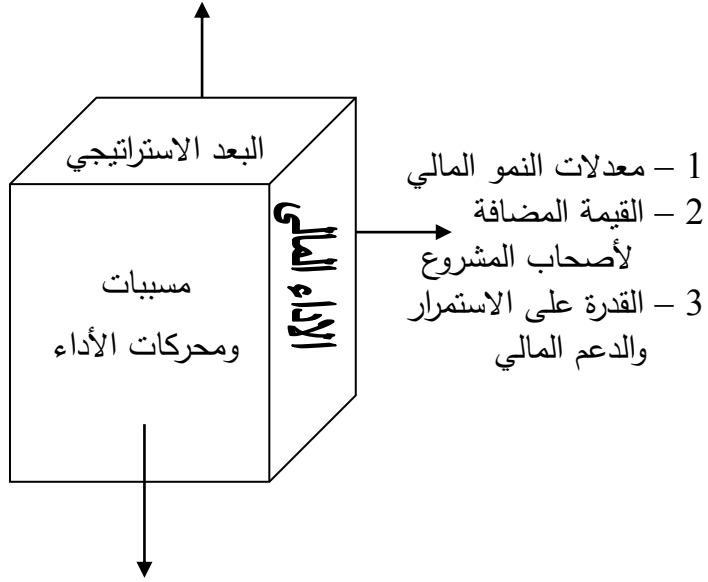 البعد الاستراتيجي
مسببات
ومحركات الأداء
الأداء المالى
1 – معدلات النمو المالي
2 – القيمة المضافة
لأصحاب المشروع
3 – القدرة على الاستمرار
والدعم المالي